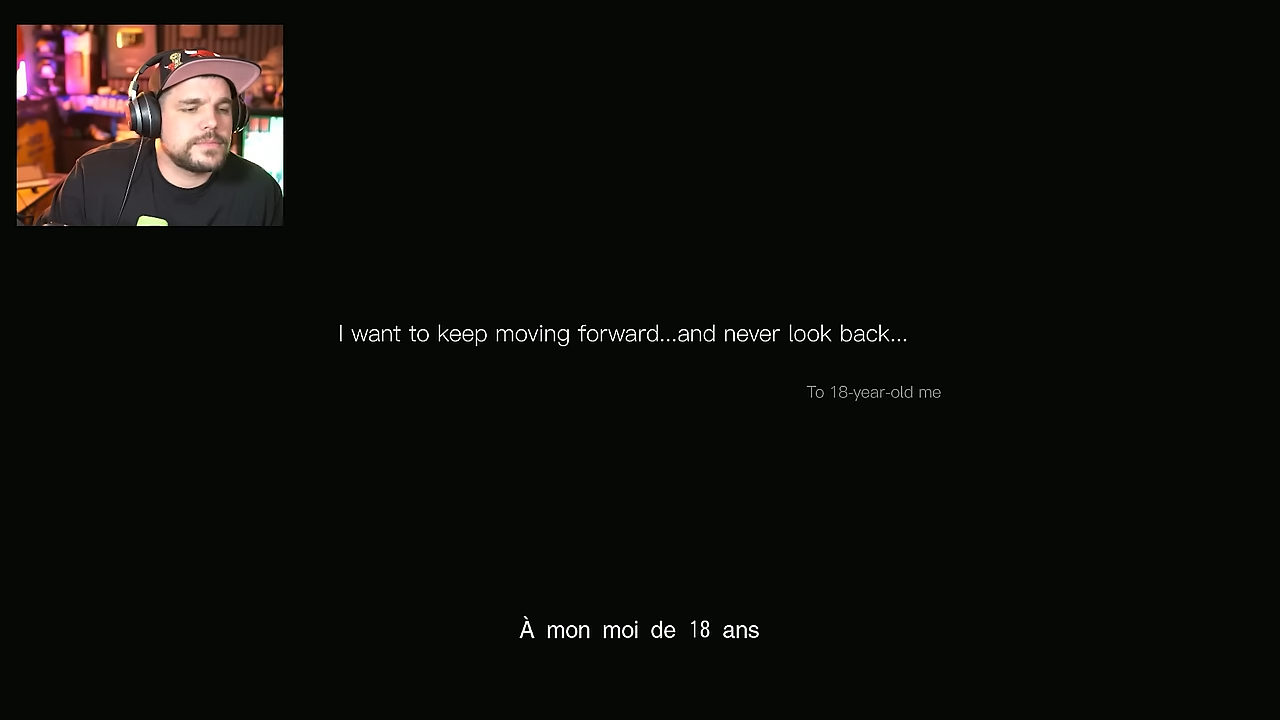 I want to keep moving forward...and never look back...
To 18-year-old me
À mon moi de 18 ans